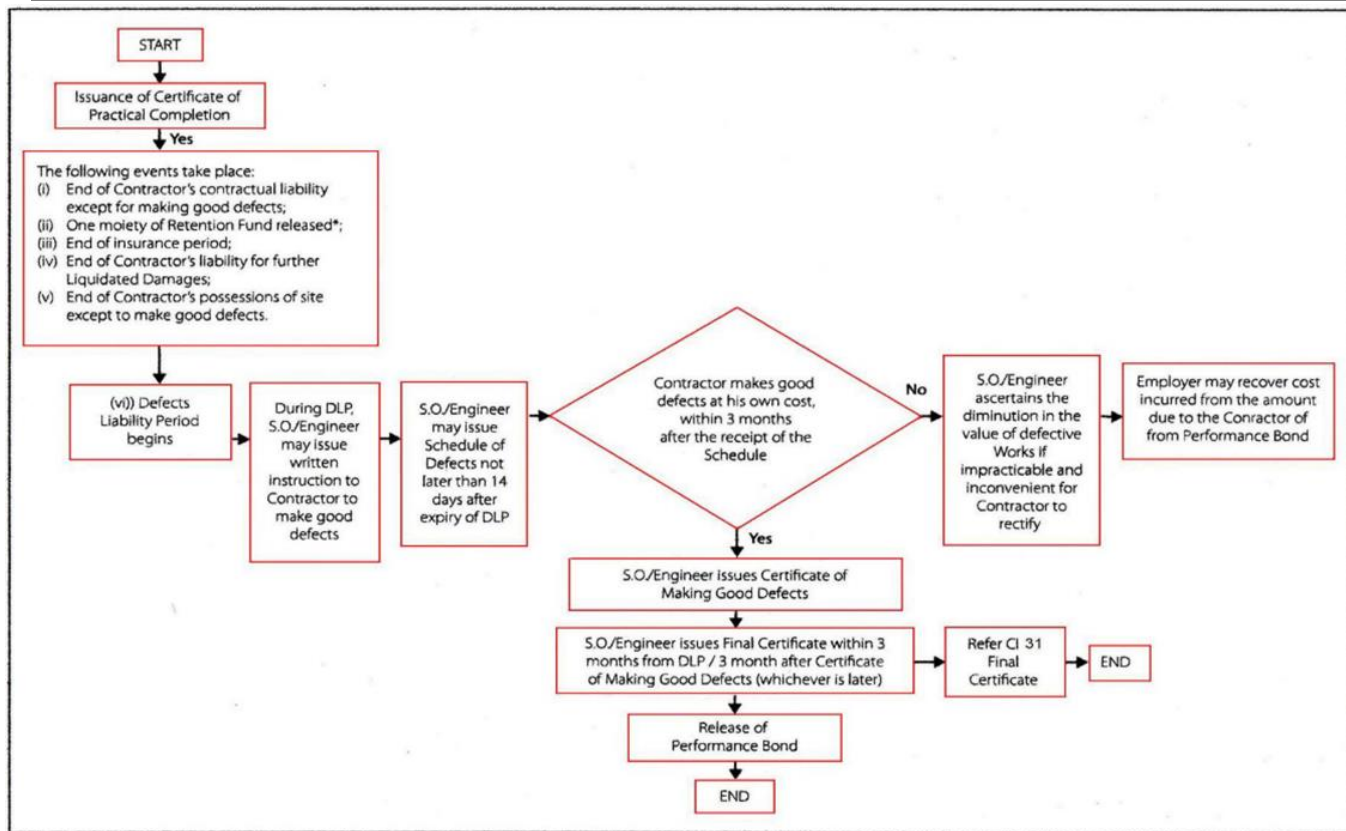 START
Issuance of Certificate of
Practical Completion
Yes
The following events take place:
(i) End of Contractor's contractual liability
except for making good defects;
(ii) One moiety of Retention Fund released*;
(iii) End of insurance period;
(iv) End of Contractor's liability for further
Liquidated Damages;
(v) End of Contractor's possessions of site
except to make good defects.
(vi)) Defects
Liability Period
begins
During DLP,
S.O./Engineer
may issue
written
instruction to
Contractor to
make good
defects
S.O./Engineer
may issue
Schedule of
Defects not
later than 14
days after
expiry of DLP
Contractor makes good
defects at his own cost,
within 3 months
after the receipt of the
Schedule
No
S.O./Engineer
ascertains the
diminution in the
value of defective
Works if
impracticable and
inconvenient for
Contractor to
rectify
Employer may recover cost
incurred from the amount
due to the Conractor of
from Performance Bond
Yes
S.O./Engineer issues Certificate of
Making Good Defects
S.O./Engineer issues Final Certificate within 3
months from DLP / 3 month after Certificate
of Making Good Defects (whichever is later)
Refer Cl 31
Final
Certificate
END
Release of
Performance Bond
END